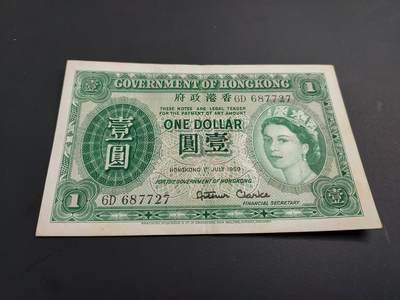 1 GOVERNMENT OF HONGKONG 1
府政港香 6D 687727
THESE NOTES ARE LEGAL TENDER
FOR THE PAYMENT OF ANY AMOUNT
ONE DOLLAR
壹圓
圓壹
HONGKONG 1ST JULY 1959
FOR THE GOVERNMENT OF HONGKONG
Arthur Clarke
6D 687727
FINANCIAL SECRETARY
1 1